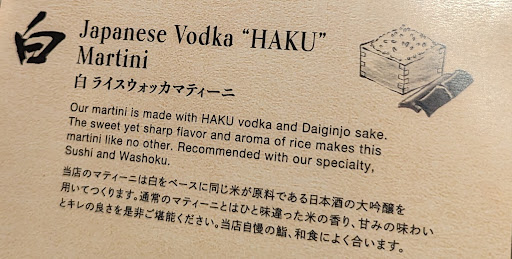 白
Japanese Vodka “HAKU”
Martini
白 ライスウォッカマティーニ
Our martini is made with HAKU vodka and Daiginjo sake.
The sweet yet sharp flavor and aroma of rice makes this
martini like no other. Recommended with our specialty,
Sushi and Washoku.
当店のマティーニは白をベースに同じ米が原料である日本酒の大吟醸を
用いてつくります。通常のマティーニとはひと味違った米の香り、甘みの味わい
とキレの良さを是非ご堪能ください。当店自慢の鮨、和食によく合います。